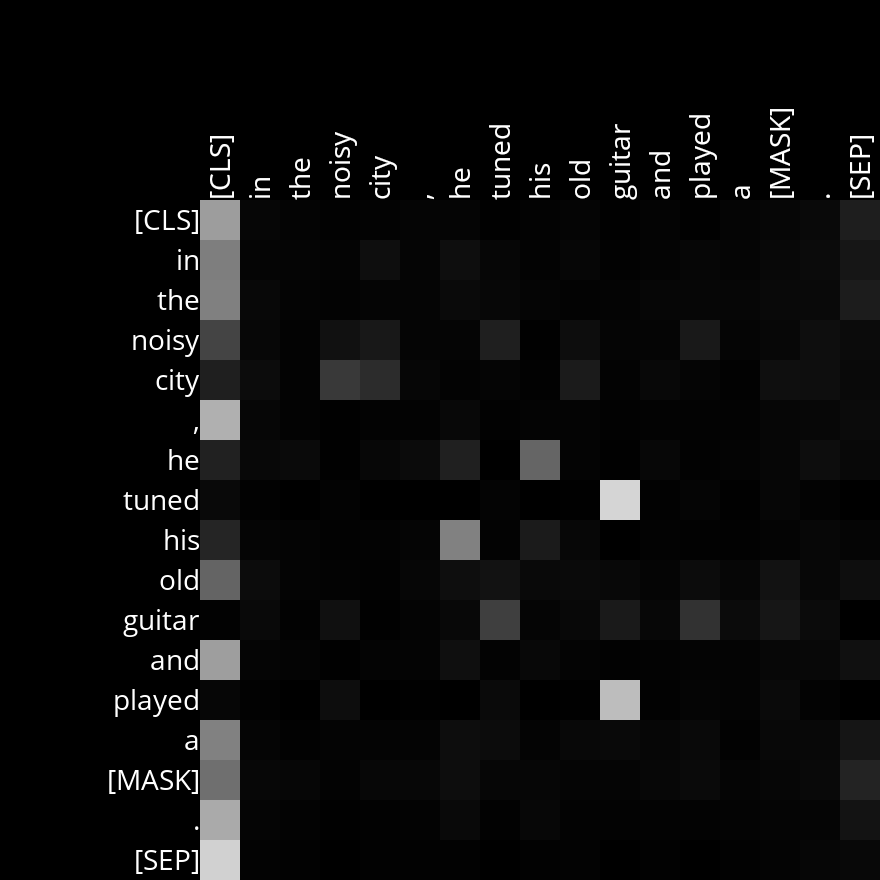 [CLS] in the noisy city , he tuned his old guitar and played a [MASK] . [SEP]
[CLS]
in
the
noisy
city
,
he
tuned
his
old
guitar
and
played
a
[MASK]
.
[SEP]